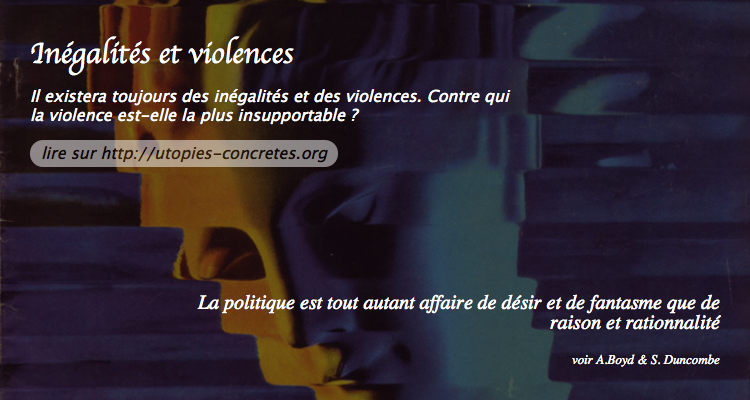 Inégalités et violences
Il existera toujours des inégalités et des violences. Contre qui
la violence est-elle la plus insupportable ?
lire sur http://utopies-concretes.org
La politique est tout autant affaire de désir et de fantasme que de
raison et rationnalité
voir A.Boyd & S. Duncombe